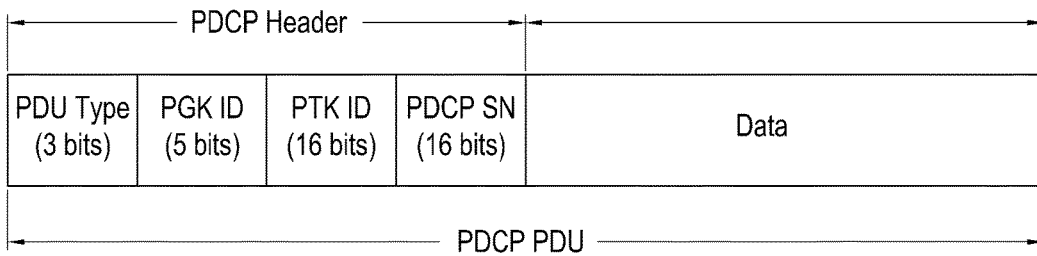 PDCP Header
PDU Type
(3 bits)
PGK ID
(5 bits)
PTK ID
(16 bits)
PDCP SN
(16 bits)
Data
PDCP PDU